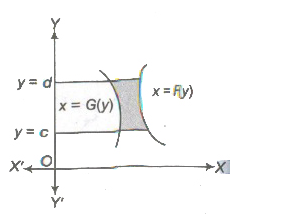 Y
y = d
x = G(y)
x = F(y)
y = c
X'
O
X
Y'